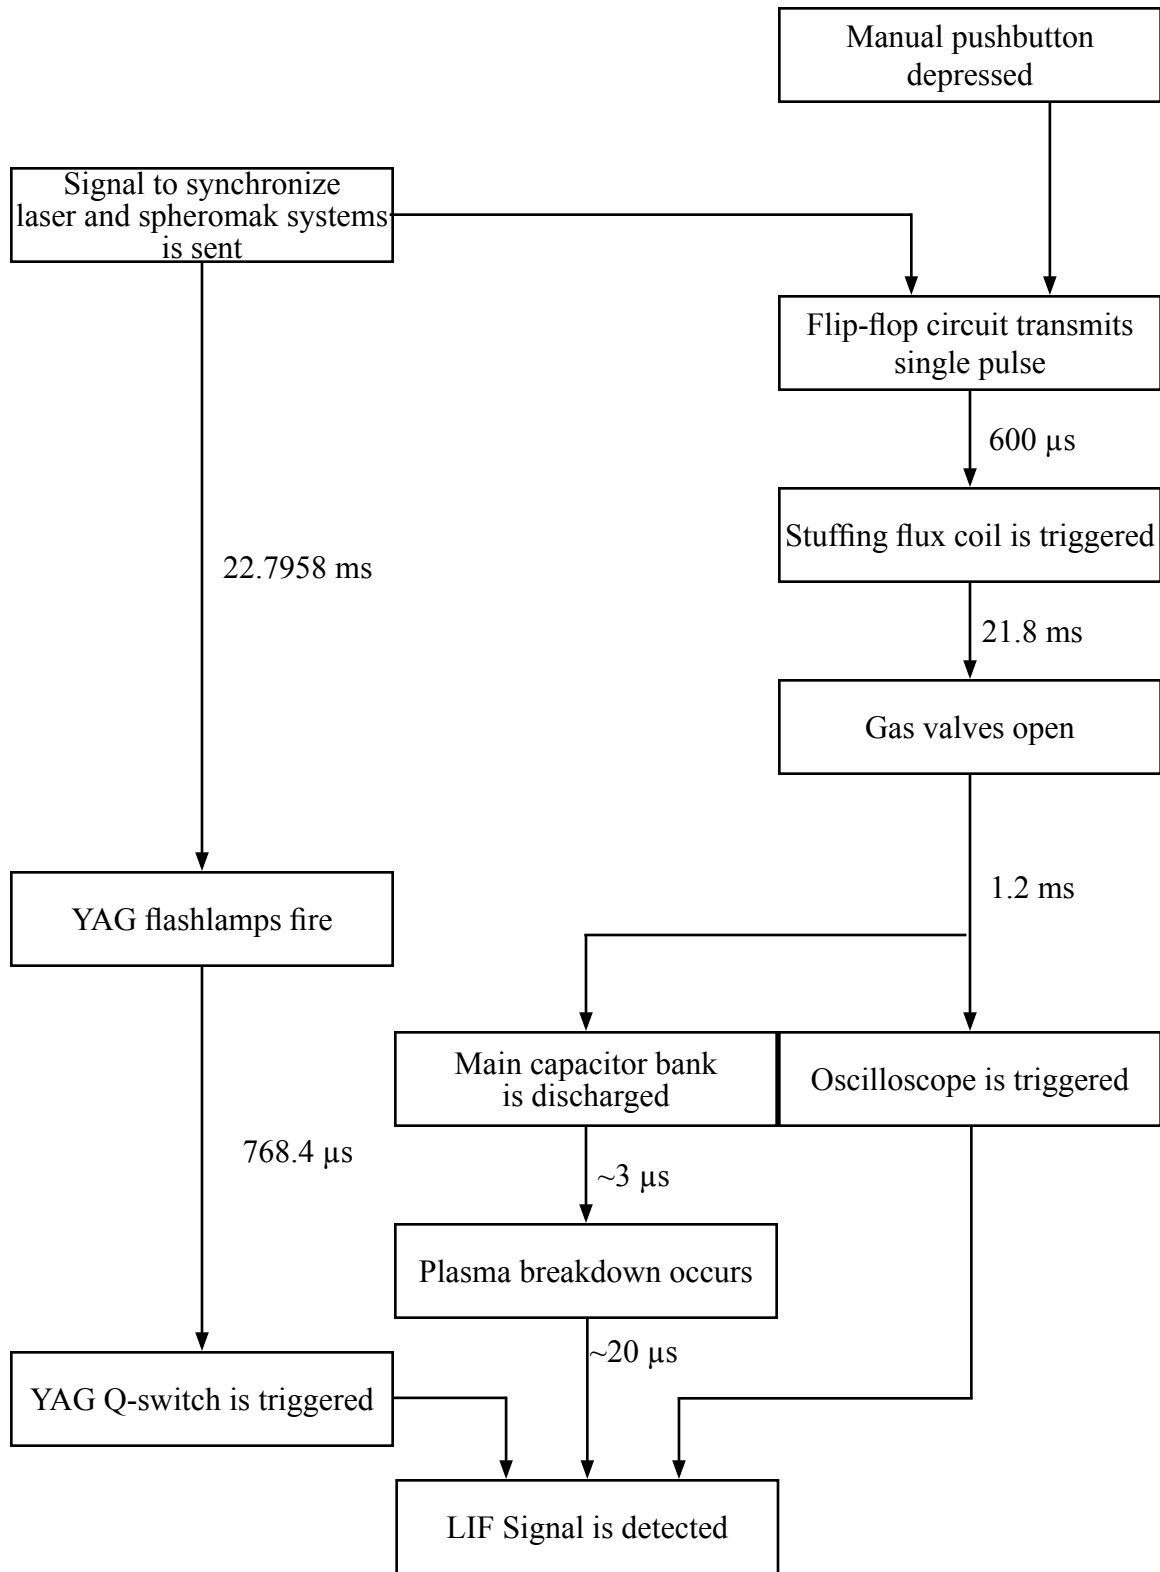 Manual pushbutton
depressed
Signal to synchronize
laser and spheromak systems
is sent
Flip-flop circuit transmits
single pulse
600 µs
Stuffing flux coil is triggered
22.7958 ms
21.8 ms
Gas valves open
YAG flashlamps fire
1.2 ms
Main capacitor bank
is discharged
Oscilloscope is triggered
768.4 µs
~3 µs
Plasma breakdown occurs
~20 µs
YAG Q-switch is triggered
LIF Signal is detected